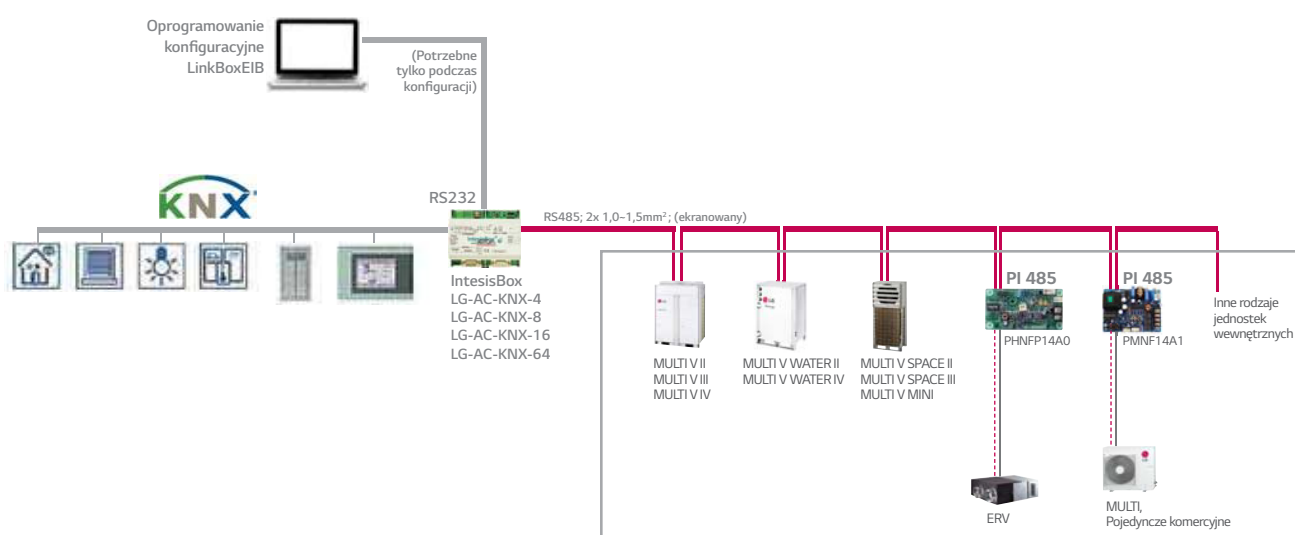 Oprogramowanie
konfiguracyjne
LinkBoxEIB
(Potrzebne
tylko podczas
konfiguracji)
KNX
RS232
RS485; 2x 1,0–1,5mm²; (ekranowany)
IntesisBox
LG-AC-KNX-4
LG-AC-KNX-8
LG-AC-KNX-16
LG-AC-KNX-64
MULTI V II
MULTI V III
MULTI V IV
MULTI V WATER II
MULTI V WATER IV
MULTI V SPACE II
MULTI V SPACE III
MULTI V MINI
PI 485
PHNFP14A0
PI 485
PMNF14A1
Inne rodzaje
jednostek
wewnętrznych
ERV
MULTI,
Pojedyncze komercyjne